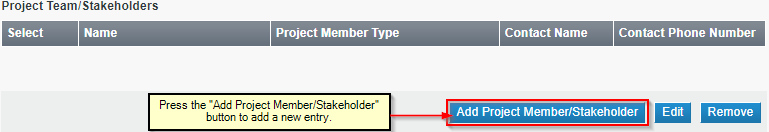 Project Team/Stakeholders
Select Name Project Member Type Contact Name Contact Phone Number
Press the "Add Project Member/Stakeholder"
button to add a new entry.
Add Project Member/Stakeholder Edit Remove